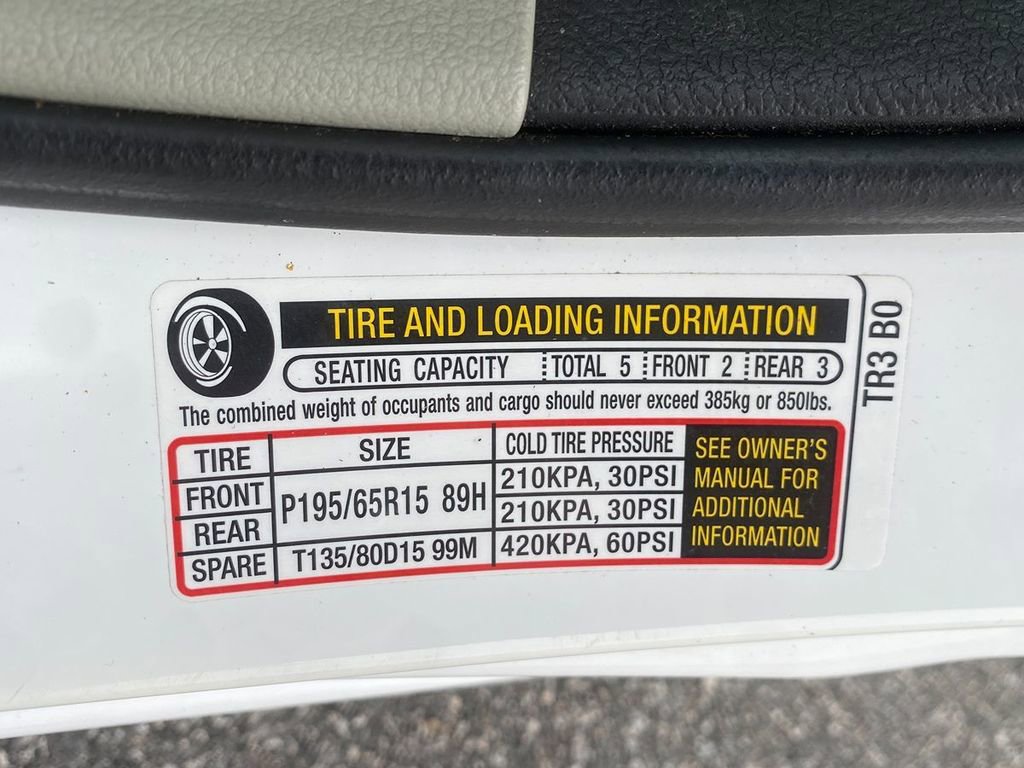 TIRE AND LOADING INFORMATION
SEATING CAPACITY TOTAL 5 FRONT 2 REAR 3
The combined weight of occupants and cargo should never exceed 385kg or 850lbs.
TIRE SIZE COLD TIRE PRESSURE
FRONT P195/65R15 89H 210KPA, 30PSI
REAR 210KPA, 30PSI
SPARE T135/80D15 99M 420KPA, 60PSI
SEE OWNER'S
MANUAL FOR
ADDITIONAL
INFORMATION
TR3 B0